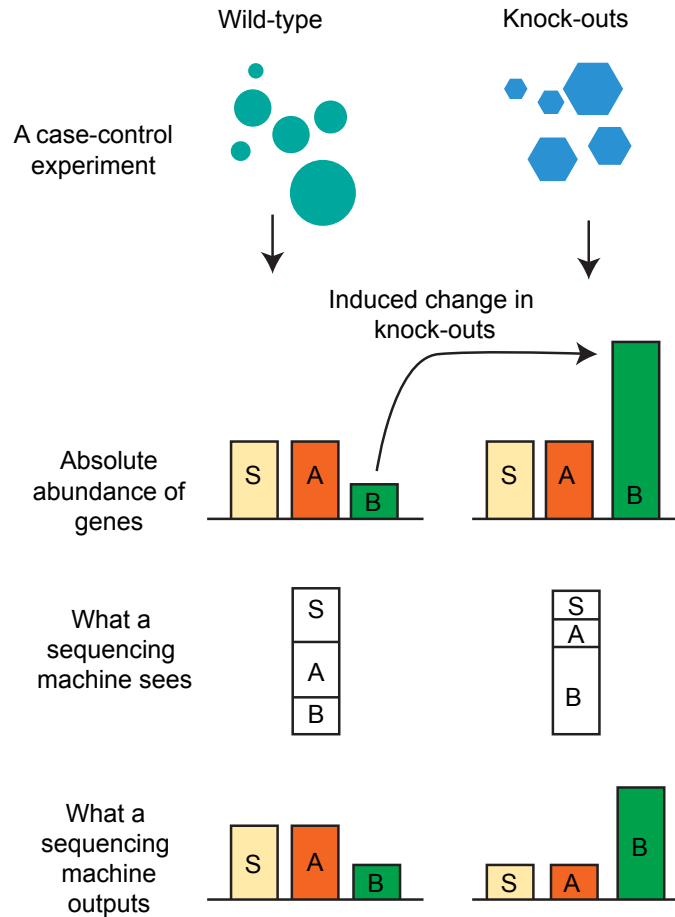 Wild-type
Knock-outs
A case-control
experiment
Induced change in
knock-outs
Absolute
abundance of
genes
S
A
B
S
A
B
What a
sequencing
machine sees
S
A
B
S
A
B
What a
sequencing
machine
outputs
S
A
B
S
A
B